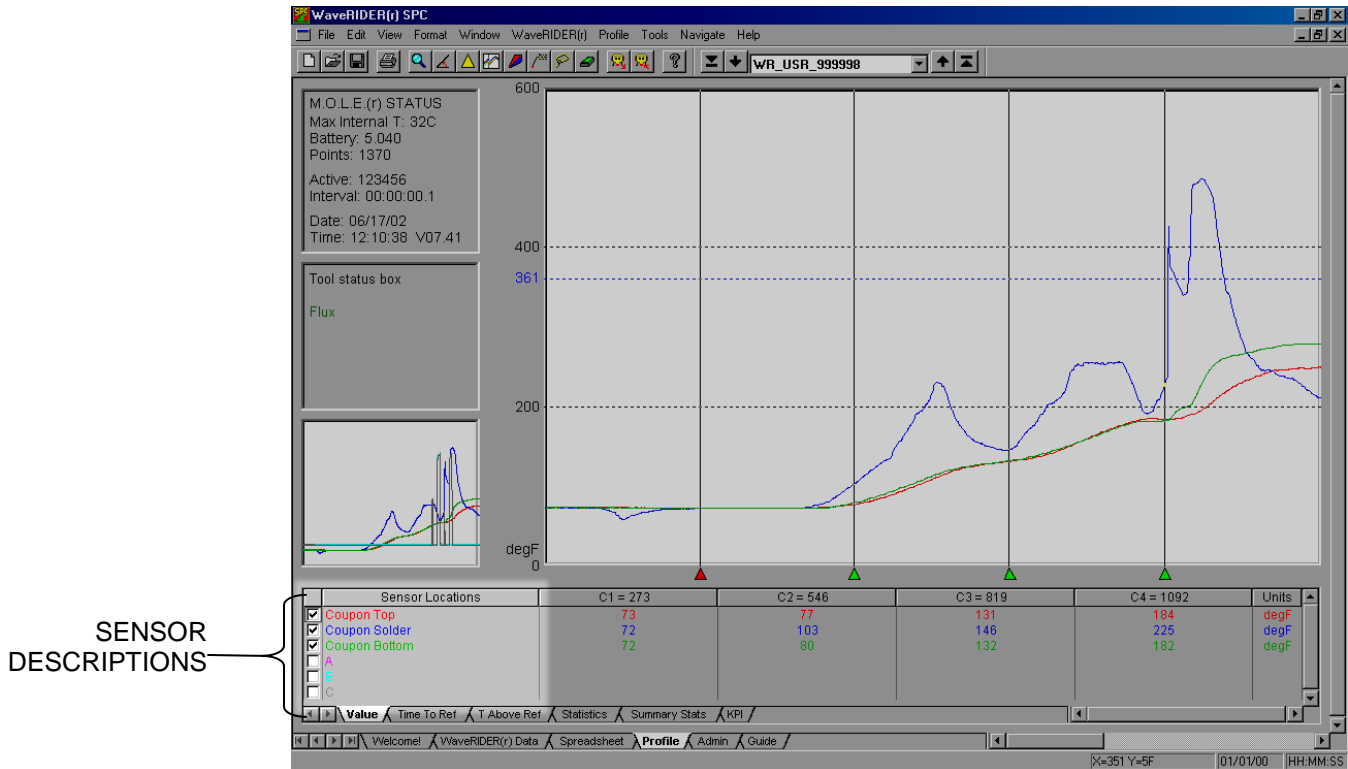 WaveRIDER(r) SPC
File Edit View Format Window WaveRIDER(r) Profile Tools Navigate Help
WR_USR_999998
M.O.L.E.(r) STATUS
Max Internal T: 32C
Battery: 5.040
Points: 1370
Active: 123456
Interval: 00:00:00.1
Date: 06/17/02
Time: 12:10:38 V07.41
Tool status box
Flux
600
400
361
200
degF
0
SENSOR
DESCRIPTIONS
Sensor Locations C1 = 273 C2 = 546 C3 = 819 C4 = 1092 Units
Coupon Top 73 77 131 184 degF
Coupon Solder 72 103 146 225 degF
Coupon Bottom 72 80 132 182 degF
A
B
C
Value Time To Ref T Above Ref Statistics Summary Stats KPI
Welcome! WaveRIDER(r) Data Spreadsheet Profile Admin Guide
X=351 Y=5F 01/01/00 HH:MM:SS